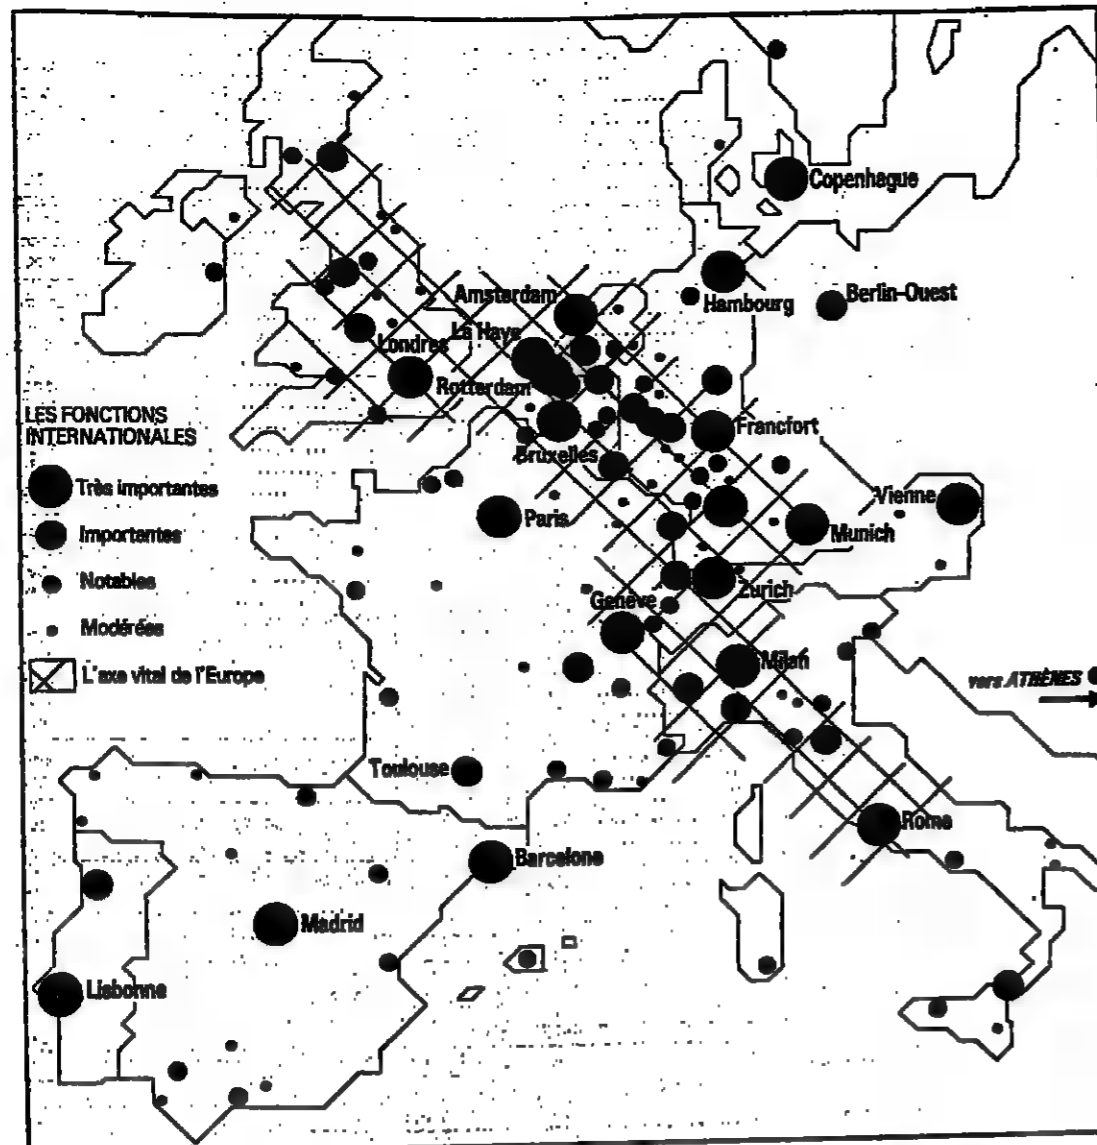 Copenhague
Hambourg
Berlin-Ouest
Amsterdam
La Haye
Londres
Rotterdam
LES FONCTIONS
INTERNATIONALES
Très importantes
Importantes
Notables
Modérées
L'axe vital de l'Europe
Francfort
Bruxelles
Paris
Vienne
Munich
Zurich
Genève
Milan
vers ATHÈNES
Toulouse
Rome
Barcelone
Madrid
Lisbonne